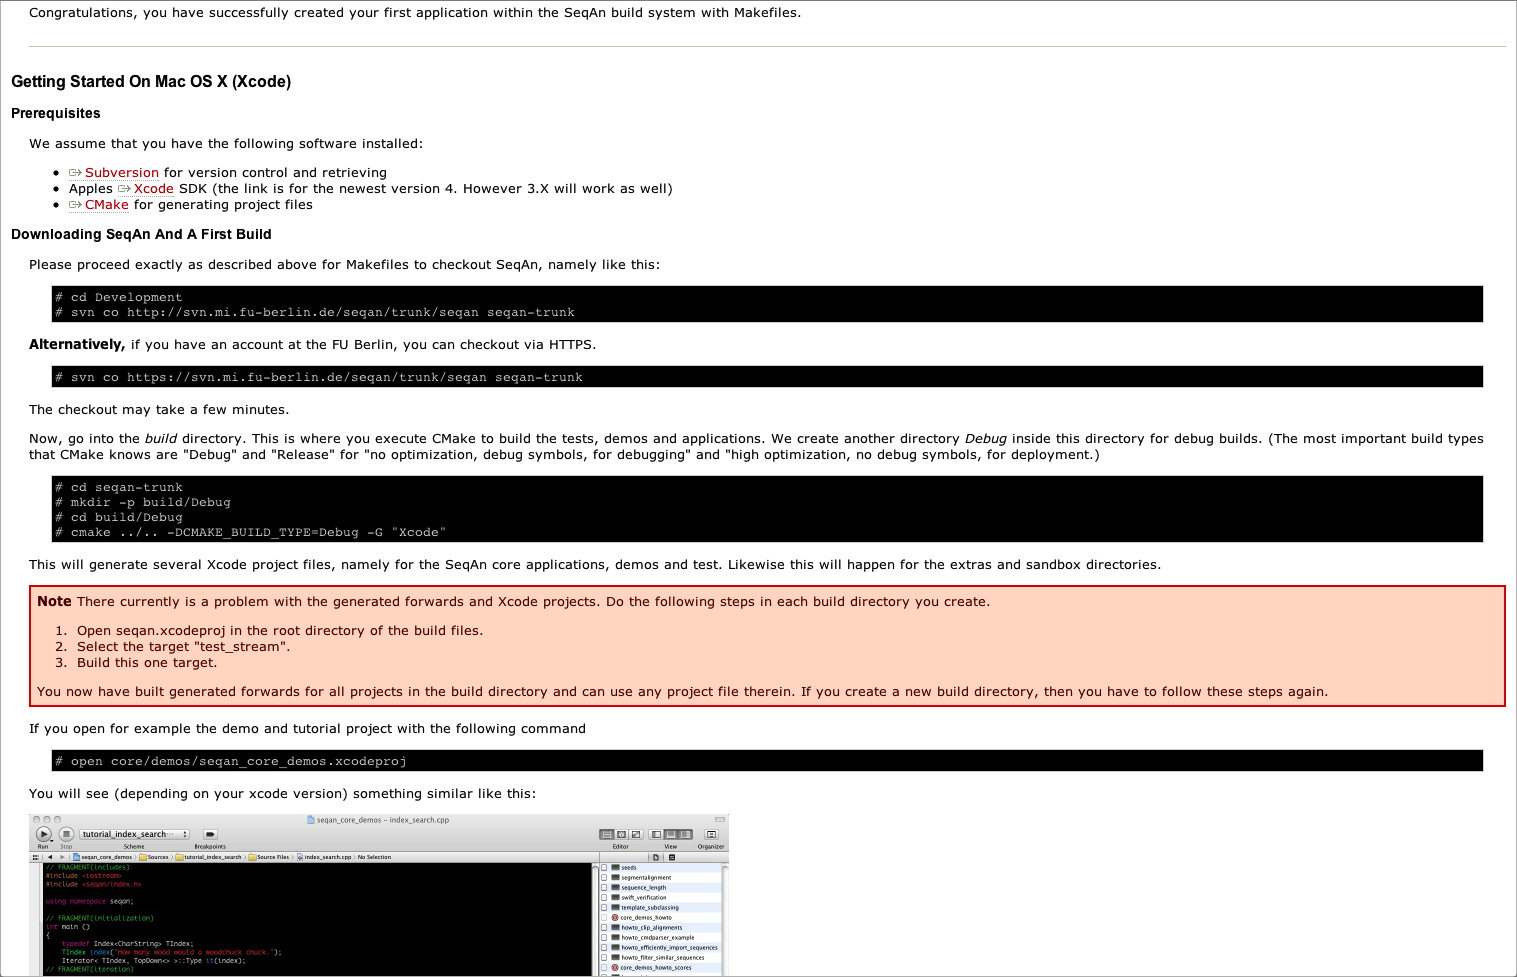 Congratulations, you have successfully created your first application within the SeqAn build system with Makefiles.
Getting Started On Mac OS X (Xcode)
Prerequisites
We assume that you have the following software installed:
• Subversion for version control and retrieving
• Apples Xcode SDK (the link is for the newest version 4. However 3.X will work as well)
• CMake for generating project files
Downloading SeqAn And A First Build
Please proceed exactly as described above for Makefiles to checkout SeqAn, namely like this:
# cd Development
# svn co http://svn.mi.fu-berlin.de/seqan/trunk/seqan seqan-trunk
Alternatively, if you have an account at the FU Berlin, you can checkout via HTTPS.
# svn co https://svn.mi.fu-berlin.de/seqan/trunk/seqan seqan-trunk
The checkout may take a few minutes.
Now, go into the build directory. This is where you execute CMake to build the tests, demos and applications. We create another directory Debug inside this directory for debug builds. (The most important build types
that CMake knows are "Debug" and "Release" for "no optimization, debug symbols, for debugging" and "high optimization, no debug symbols, for deployment.)
# cd seqan-trunk
# mkdir -p build/Debug
# cd build/Debug
# cmake ../.. -DCMAKE_BUILD_TYPE=Debug -G "Xcode"
This will generate several Xcode project files, namely for the SeqAn core applications, demos and test. Likewise this will happen for the extras and sandbox directories.
Note There currently is a problem with the generated forwards and Xcode projects. Do the following steps in each build directory you create.
1. Open seqan.xcodeproj in the root directory of the build files.
2. Select the target "test_stream".
3. Build this one target.
You now have built generated forwards for all projects in the build directory and can use any project file therein. If you create a new build directory, then you have to follow these steps again.
If you open for example the demo and tutorial project with the following command
# open core/demos/seqan_core_demos.xcodeproj
You will see (depending on your xcode version) something similar like this:
seqan_core_demos – index_search.cpp
tutorial_index_search···
Run Stop Scheme Breakpoints Editor View Organizer
seqan_core_demos Sources tutorial_index_search Source Files index_search.cpp No Selection
// FRAGMENT(includes)
#include <iostream>
#include <seqan/index.h>
using namespace seqan;
// FRAGMENT(initialization)
int main ()
{
typedef Index<CharString> TIndex;
TIndex index("How many wood would a woodchuck chuck.");
Iterator< TIndex, TopDown<> >::Type it(index);
// FRAGMENT(iteration)
seeds
segmentalignment
sequence_length
swift_verification
template_subclassing
core_demos_howto
howto_clip_alignments
howto_cmdparser_example
howto_efficiently_import_sequences
howto_filter_similar_sequences
core_demos_howto_scores